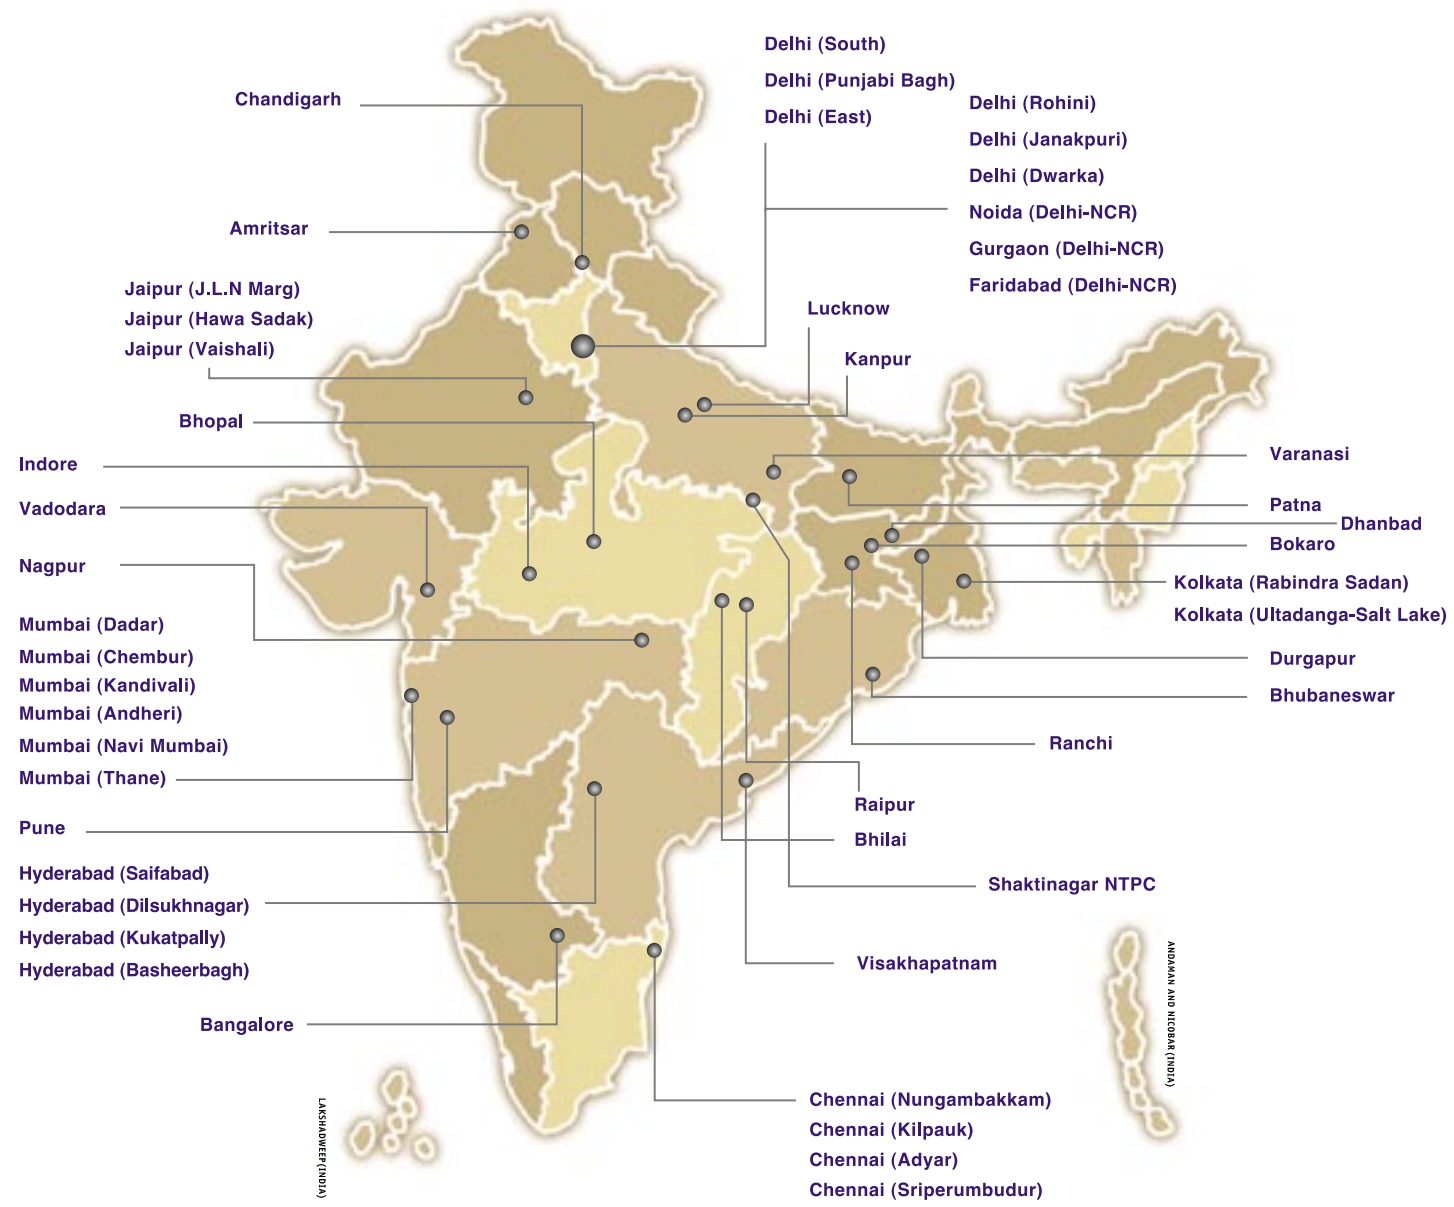 Delhi (South)
Delhi (Punjabi Bagh)
Delhi (East)
Delhi (Rohini)
Delhi (Janakpuri)
Delhi (Dwarka)
Noida (Delhi-NCR)
Gurgaon (Delhi-NCR)
Faridabad (Delhi-NCR)
Chandigarh
Amritsar
Jaipur (J.L.N Marg)
Jaipur (Hawa Sadak)
Jaipur (Vaishali)
Lucknow
Kanpur
Bhopal
Indore
Vadodara
Nagpur
Mumbai (Dadar)
Mumbai (Chembur)
Mumbai (Kandivali)
Mumbai (Andheri)
Mumbai (Navi Mumbai)
Mumbai (Thane)
Pune
Hyderabad (Saifabad)
Hyderabad (Dilsukhnagar)
Hyderabad (Kukatpally)
Hyderabad (Basheerbagh)
Bangalore
Varanasi
Patna
Dhanbad
Bokaro
Kolkata (Rabindra Sadan)
Kolkata (Ultadanga-Salt Lake)
Durgapur
Bhubaneswar
Ranchi
Raipur
Bhilai
Shaktinagar NTPC
Visakhapatnam
Chennai (Nungambakkam)
Chennai (Kilpauk)
Chennai (Adyar)
Chennai (Sriperumbudur)
ANDAMAN AND NICOBAR (INDIA)
LAKSHADWEEP (INDIA)